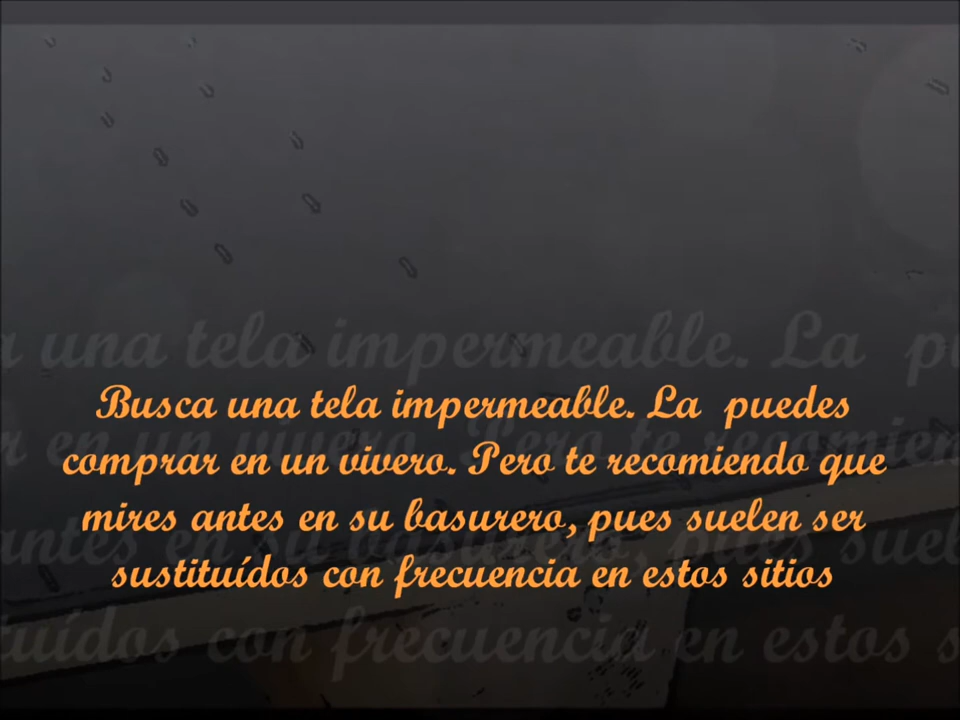 Busca una tela impermeable. La  puedes
comprar en un vivero. Pero te recomiendo que
mires antes en su basurero, pues suelen ser
sustituídos con frecuencia en estos sitios